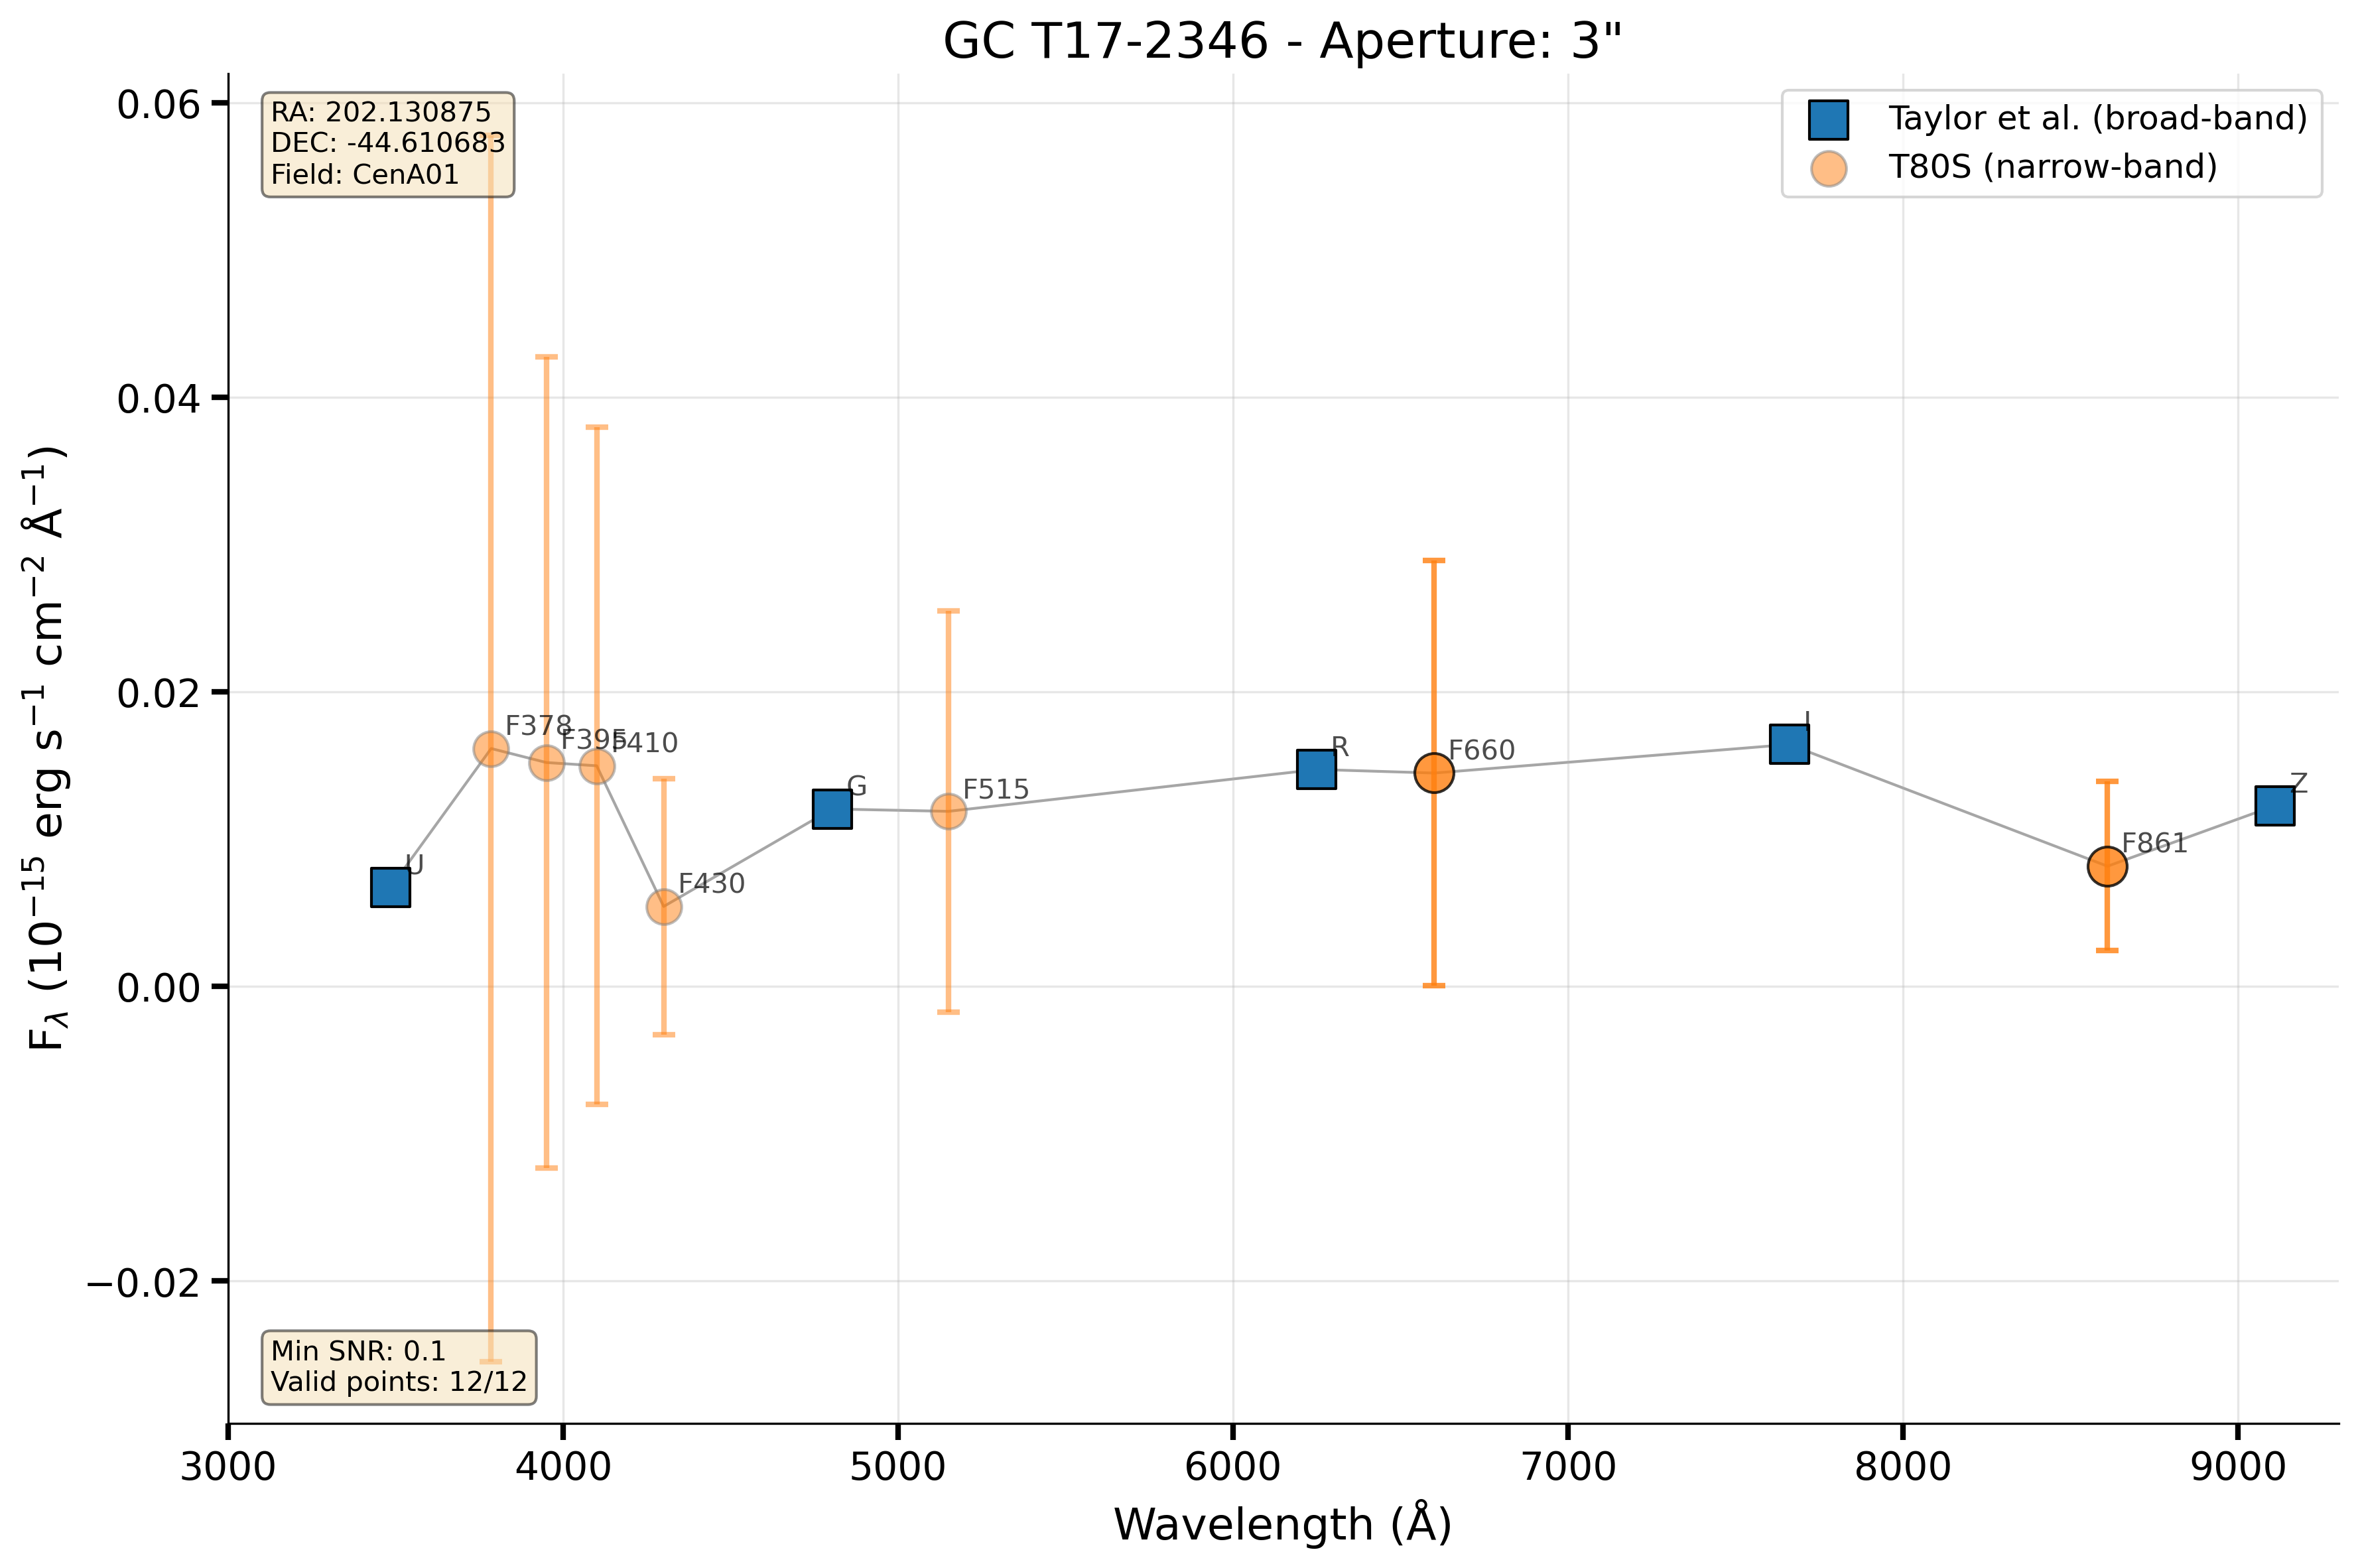 GC T17-2346 - Aperture: 3"
RA: 202.130875
DEC: -44.610683
Field: CenA01
Taylor et al. (broad-band)
T80S (narrow-band)
0.06
0.04
0.02
0.00
−0.02
F_λ (10⁻¹⁵ erg s⁻¹ cm⁻² Å⁻¹)
U
F378
F395
F410
F430
G
F515
R
F660
I
F861
Z
Min SNR: 0.1
Valid points: 12/12
3000 4000 5000 6000 7000 8000 9000
Wavelength (Å)